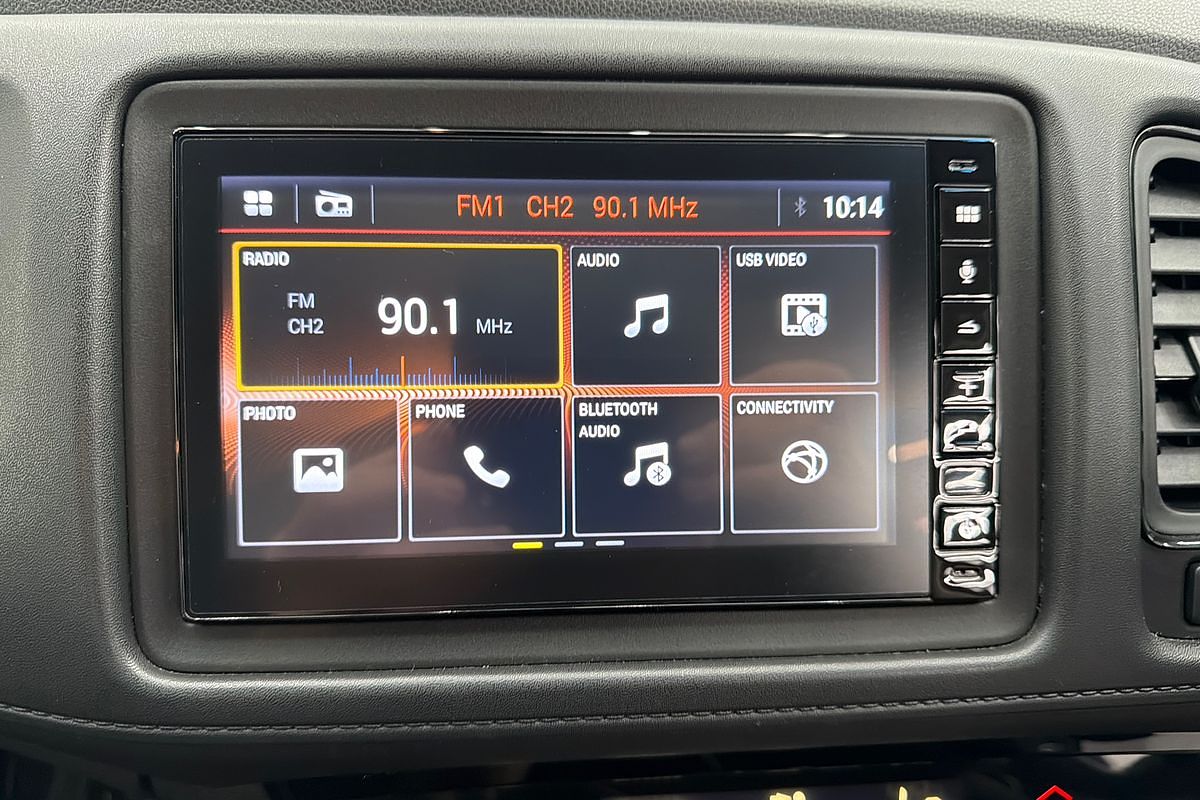 FM1 CH2 90.1 MHz 10:14
RADIO
FM
CH2
90.1 MHz
AUDIO
USB VIDEO
PHOTO
PHONE
BLUETOOTH
AUDIO
CONNECTIVITY